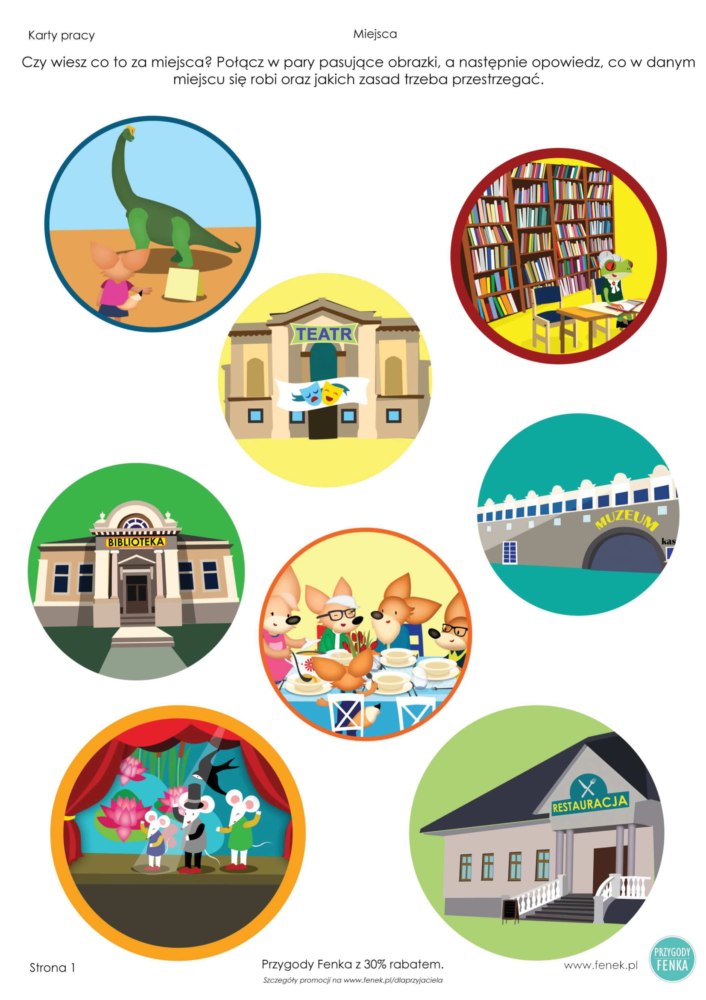 Karty pracy
Miejsca
Czy wiesz co to za miejsca? Połącz w pary pasujące obrazki, a następnie opowiedz, co w danym
miejscu się robi oraz jakich zasad trzeba przestrzegać.
TEATR
MUZEUM
kas
BIBLIOTEKA
RESTAURACJA
Strona 1
Przygody Fenka z 30% rabatem.
Szczegóły promocji na www.fenek.pl/dlaprzyjaciela
www.fenek.pl
PRZYGODY
FENKA